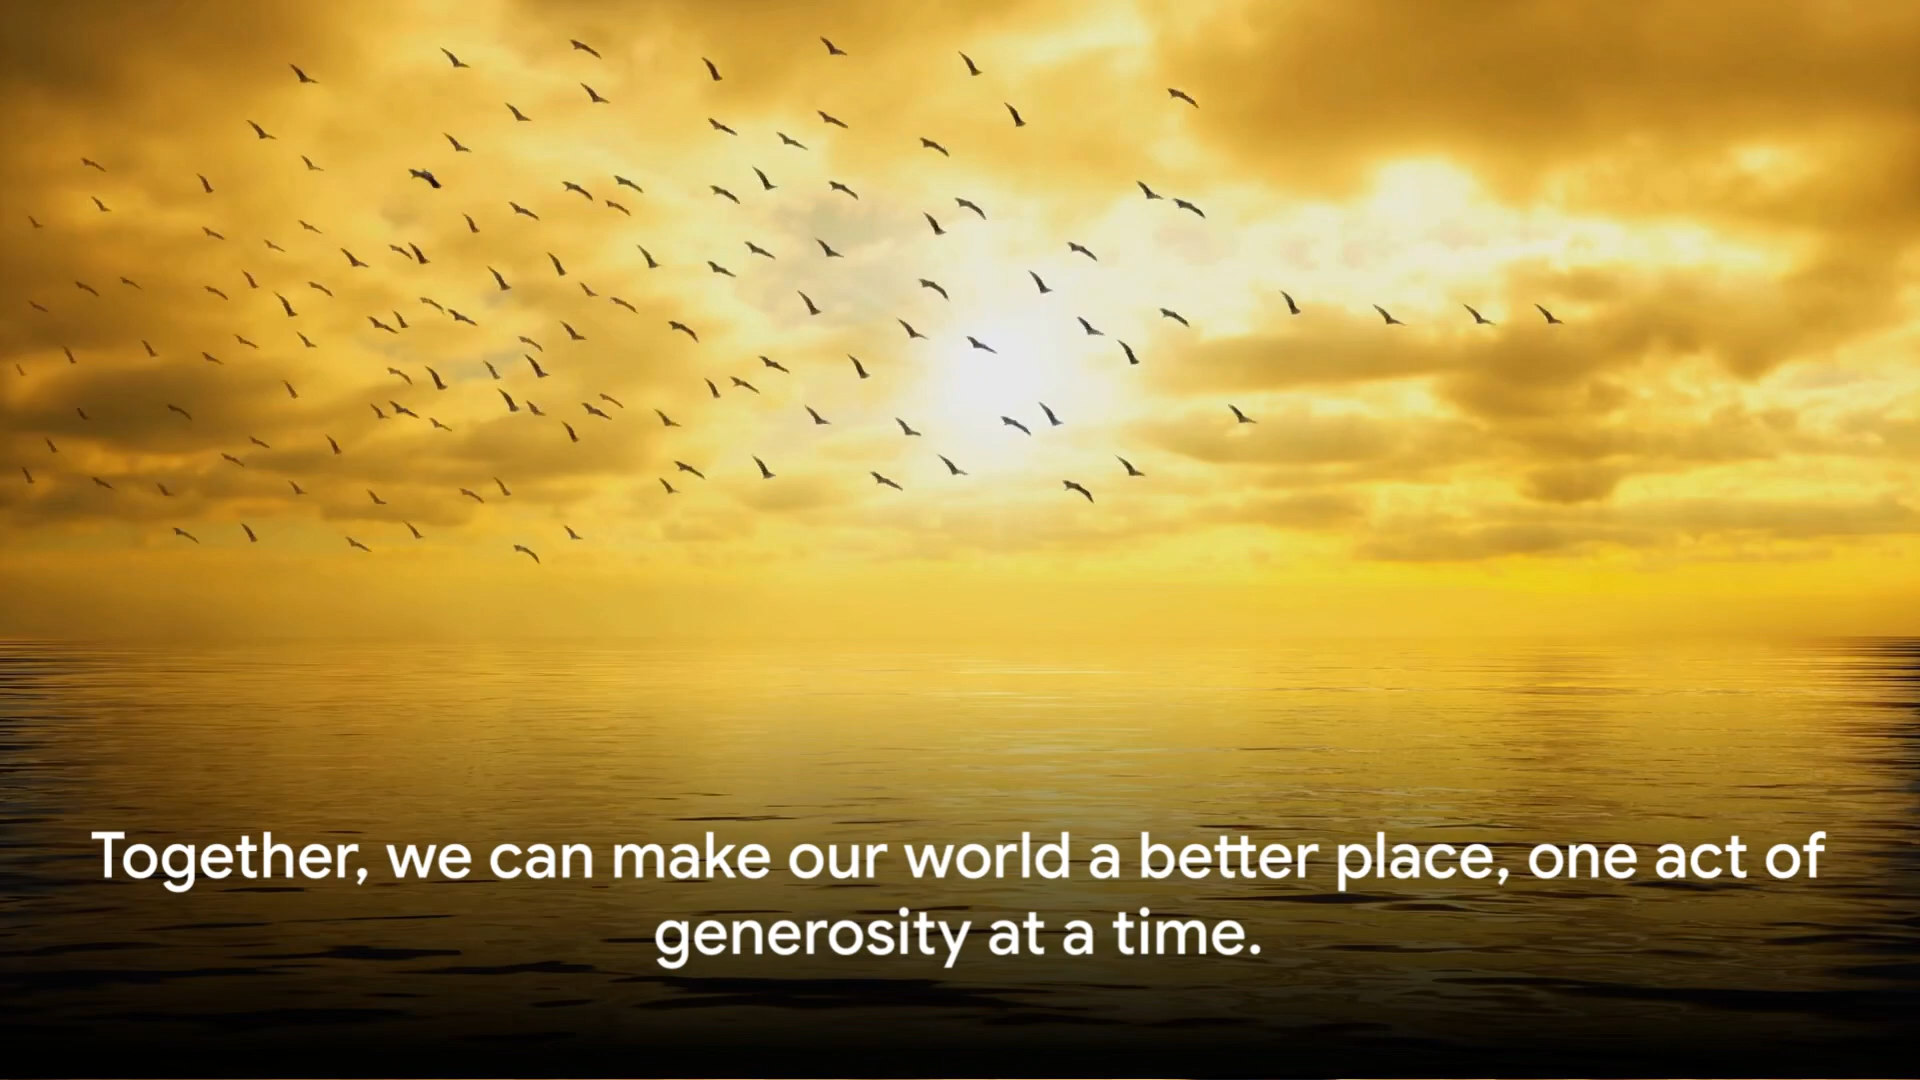 Together, we can make our world a better place, one act of
generosity at a time.